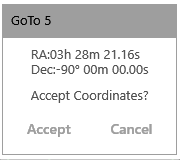 GoTo 5
RA:03h 28m 21.16s
Dec:-90° 00m 00.00s
Accept Coordinates?
Accept Cancel